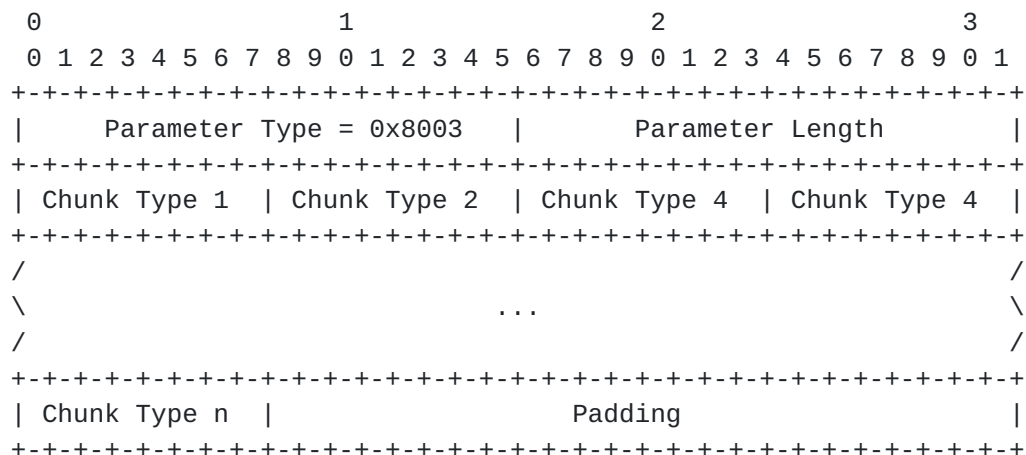 0                   1                   2                   3
 0 1 2 3 4 5 6 7 8 9 0 1 2 3 4 5 6 7 8 9 0 1 2 3 4 5 6 7 8 9 0 1
+-+-+-+-+-+-+-+-+-+-+-+-+-+-+-+-+-+-+-+-+-+-+-+-+-+-+-+-+-+-+-+-+
|     Parameter Type = 0x8003   |       Parameter Length        |
+-+-+-+-+-+-+-+-+-+-+-+-+-+-+-+-+-+-+-+-+-+-+-+-+-+-+-+-+-+-+-+-+
| Chunk Type 1  | Chunk Type 2  | Chunk Type 4  | Chunk Type 4  |
+-+-+-+-+-+-+-+-+-+-+-+-+-+-+-+-+-+-+-+-+-+-+-+-+-+-+-+-+-+-+-+-+
/                                                               /
\                              ...                              \
/                                                               /
+-+-+-+-+-+-+-+-+-+-+-+-+-+-+-+-+-+-+-+-+-+-+-+-+-+-+-+-+-+-+-+-+
| Chunk Type n  |                   Padding                     |
+-+-+-+-+-+-+-+-+-+-+-+-+-+-+-+-+-+-+-+-+-+-+-+-+-+-+-+-+-+-+-+-+